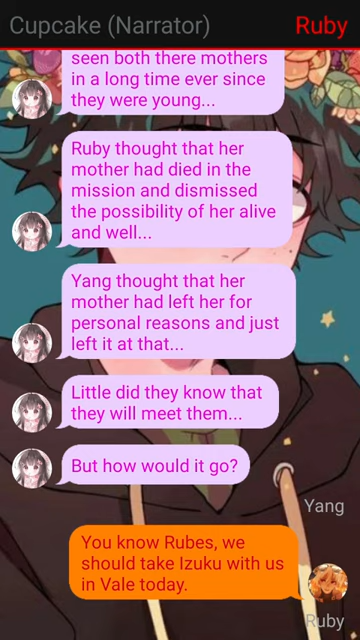 Cupcake (Narrator)
Ruby
seen both there mothers
in a long time ever since
they were young...
Ruby thought that her
mother had died in the
mission and dismissed
the possibility of her alive
and well...
Yang thought that her
mother had left her for
personal reasons and just
left it at that...
Little did they know that
they will meet them...
But how would it go?
Yang
You know Rubes, we
should take Izuku with us
in Vale today.
Ruby